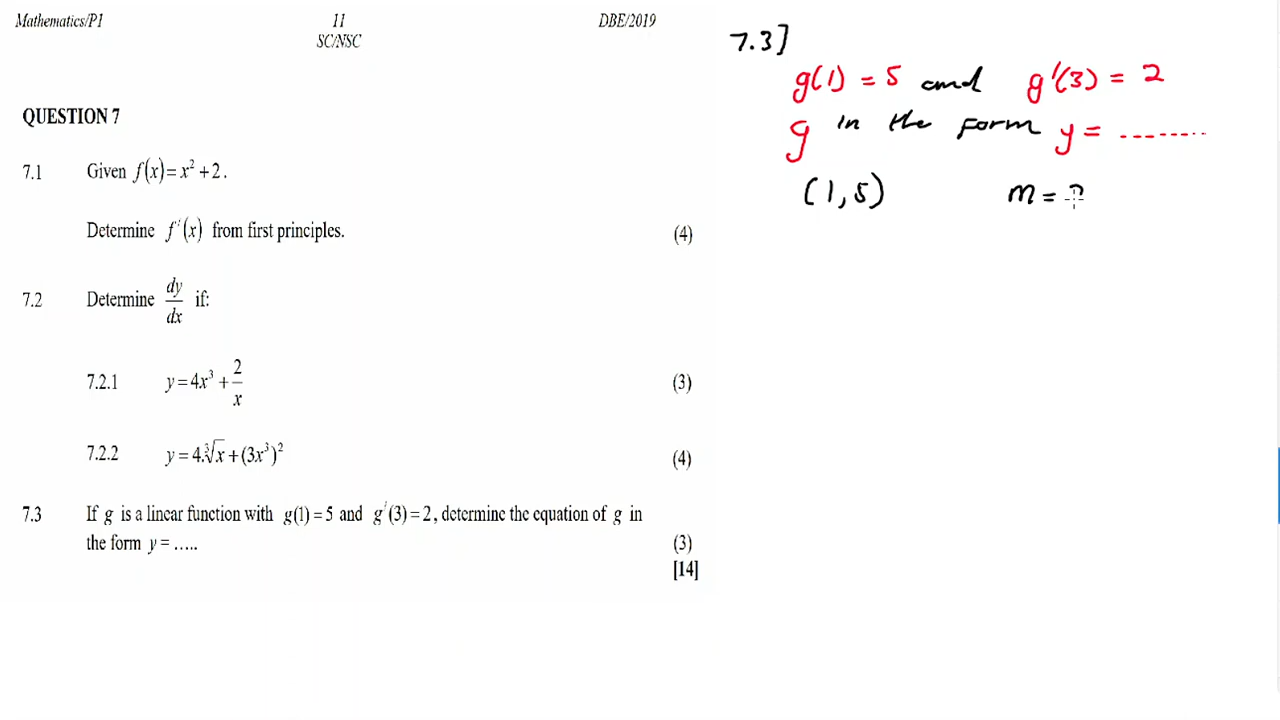 Mathematics/P1 11 DBE/2019
SC/NSC
QUESTION 7
7.1 Given f(x)=x²+2.
Determine f'(x) from first principles. (4)
7.2 Determine dy/dx if:
7.2.1 y=4x³+2/x (3)
7.2.2 y=4.∛x+(3x³)² (4)
7.3 If g is a linear function with g(1)=5 and g'(3)=2, determine the equation of g in
the form y=..... (3)
[14]
7.3]
g(1) = 5 and g'(3) = 2
g in the form y = ........
(1,5) m =